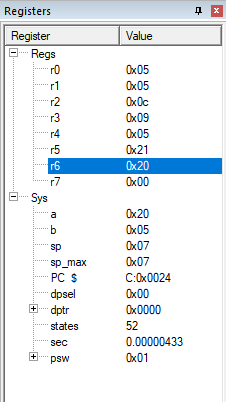 Registers
Register Value
Regs
r0 0x05
r1 0x05
r2 0x0c
r3 0x09
r4 0x05
r5 0x21
r6 0x20
r7 0x00
Sys
a 0x20
b 0x05
sp 0x07
sp_max 0x07
PC $ C:0x0024
dpsel 0x00
dptr 0x0000
states 52
sec 0.00000433
psw 0x01